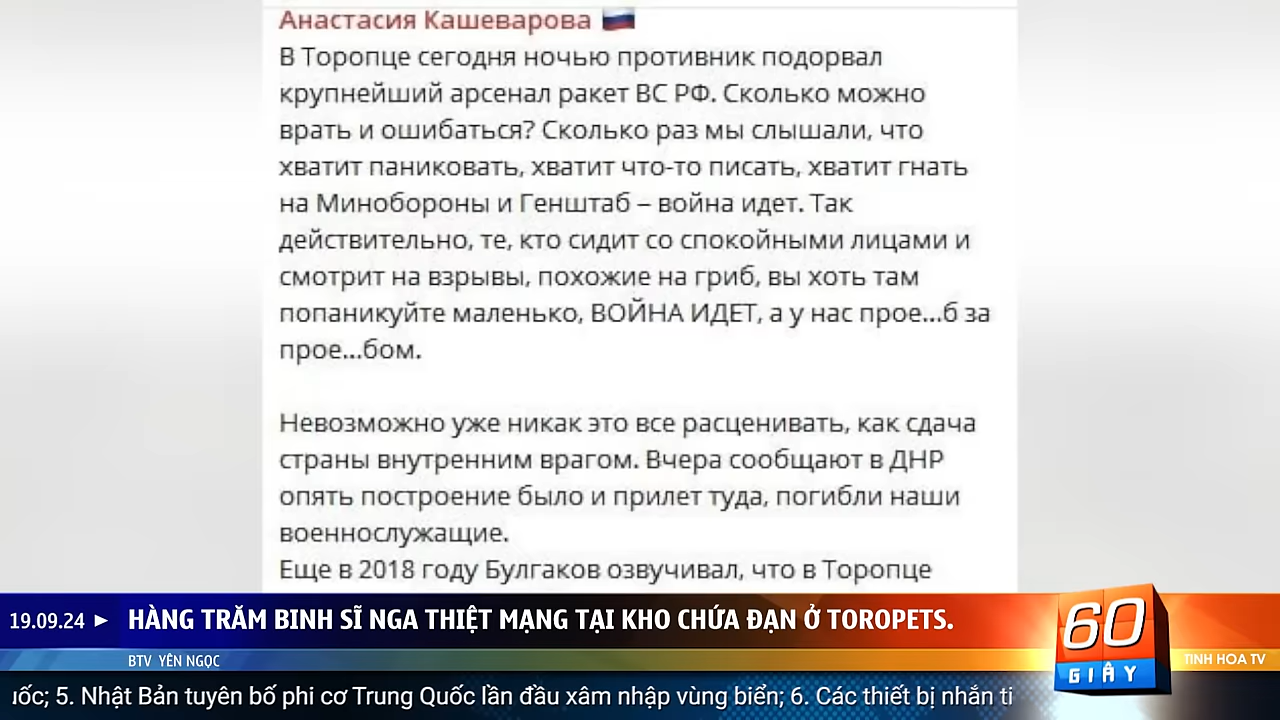 Анастасия Кашеварова
В Торопце сегодня ночью противник подорвал
крупнейший арсенал ракет ВС РФ. Сколько можно
врать и ошибаться? Сколько раз мы слышали, что
хватит паниковать, хватит что-то писать, хватит гнать
на Минобороны и Генштаб – война идет. Так
действительно, те, кто сидит со спокойными лицами и
смотрит на взрывы, похожие на гриб, вы хоть там
попаникуйте маленько, ВОЙНА ИДЕТ, а у нас прое...б за
прое...бом.
Невозможно уже никак это все расценивать, как сдача
страны внутренним врагом. Вчера сообщают в ДНР
опять построение было и прилет туда, погибли наши
военнослужащие.
Еще в 2018 году Булгаков озвучивал, что в Торопце
19.09.24 ► HÀNG TRĂM BINH SĨ NGA THIỆT MẠNG TẠI KHO CHỨA ĐẠN Ở TOROPETS.
60
GIÂY
BTV YÊN NGỌC
TINH HOA TV
uốc; 5. Nhật Bản tuyên bố phi cơ Trung Quốc lần đầu xâm nhập vùng biển; 6. Các thiết bị nhắn ti